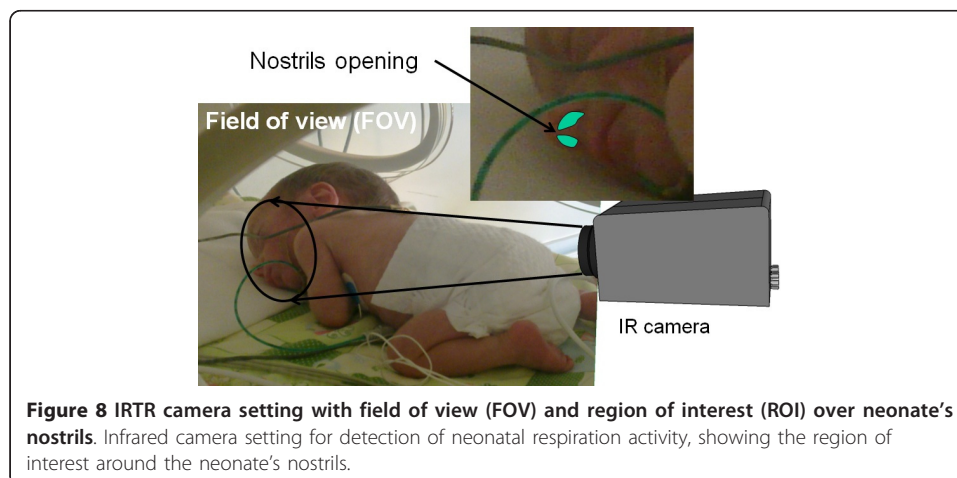 Nostrils opening
Field of view (FOV)
IR camera
Figure 8 IRTR camera setting with field of view (FOV) and region of interest (ROI) over neonate's
nostrils. Infrared camera setting for detection of neonatal respiration activity, showing the region of
interest around the neonate's nostrils.